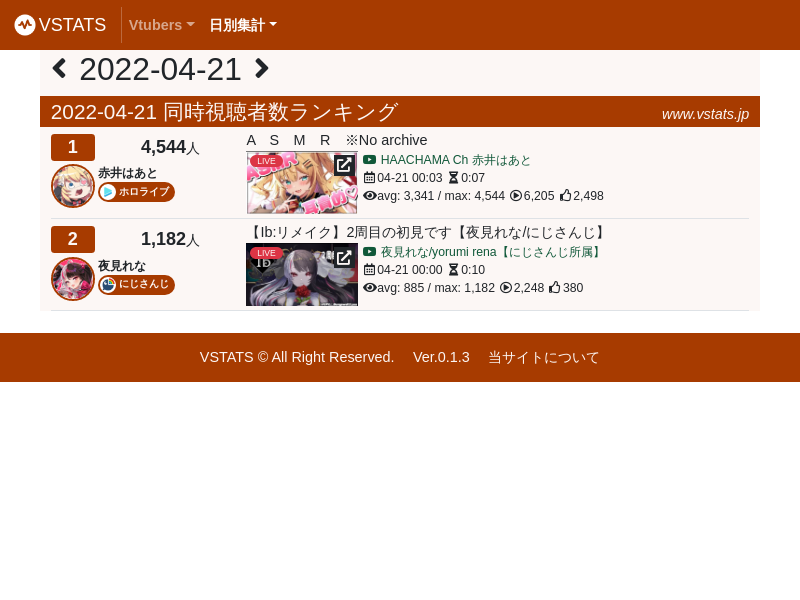 VSTATS Vtubers 日別集計
2022-04-21
2022-04-21 同時視聴者数ランキング www.vstats.jp
1 4,544人
赤井はあと
ホロライブ
A S M R ※No archive
LIVE
HAACHAMA Ch 赤井はあと
04-21 00:03 0:07
avg: 3,341 / max: 4,544 6,205 2,498
2 1,182人
夜見れな
にじさんじ
【Ib:リメイク】2周目の初見です【夜見れな/にじさんじ】
LIVE
Ib
夜見れな/yorumi rena【にじさんじ所属】
04-21 00:00 0:10
avg: 885 / max: 1,182 2,248 380
VSTATS © All Right Reserved. Ver.0.1.3 当サイトについて